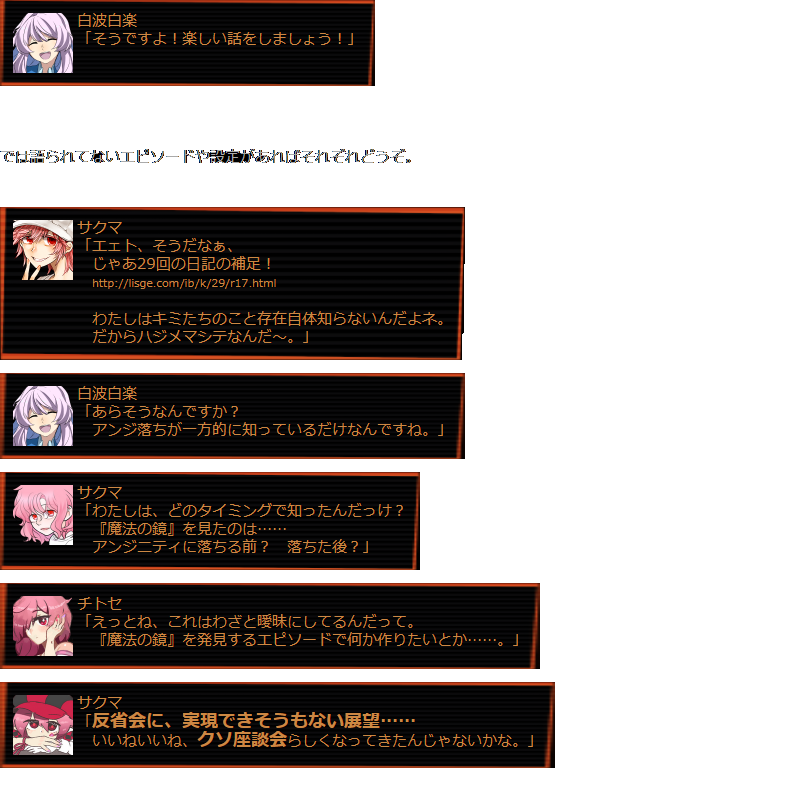 白波白楽
「そうですよ！楽しい話をしましょう！」
では語られてないエピソードや設定があればそれぞれどうぞ。
サクマ
「エェト、そうだなぁ、
じゃあ29回の日記の補足！
http://lisge.com/ib/k/29/r17.html
わたしはキミたちのこと存在自体知らないんだよネ。
だからハジメマシテなんだ～。」
白波白楽
「あらそうなんですか？
アンジ落ちが一方的に知っているだけなんですね。」
サクマ
「わたしは、どのタイミングで知ったんだっけ？
『魔法の鏡』を見たのは……
アンジニティに落ちる前？　落ちた後？」
チトセ
「えっとね、これはわざと曖昧にしてるんだって。
『魔法の鏡』を発見するエピソードで何か作りたいとか……。」
サクマ
「反省会に、実現できそうもない展望……
いいねいいね、クソ座談会らしくなってきたんじゃないかな。」